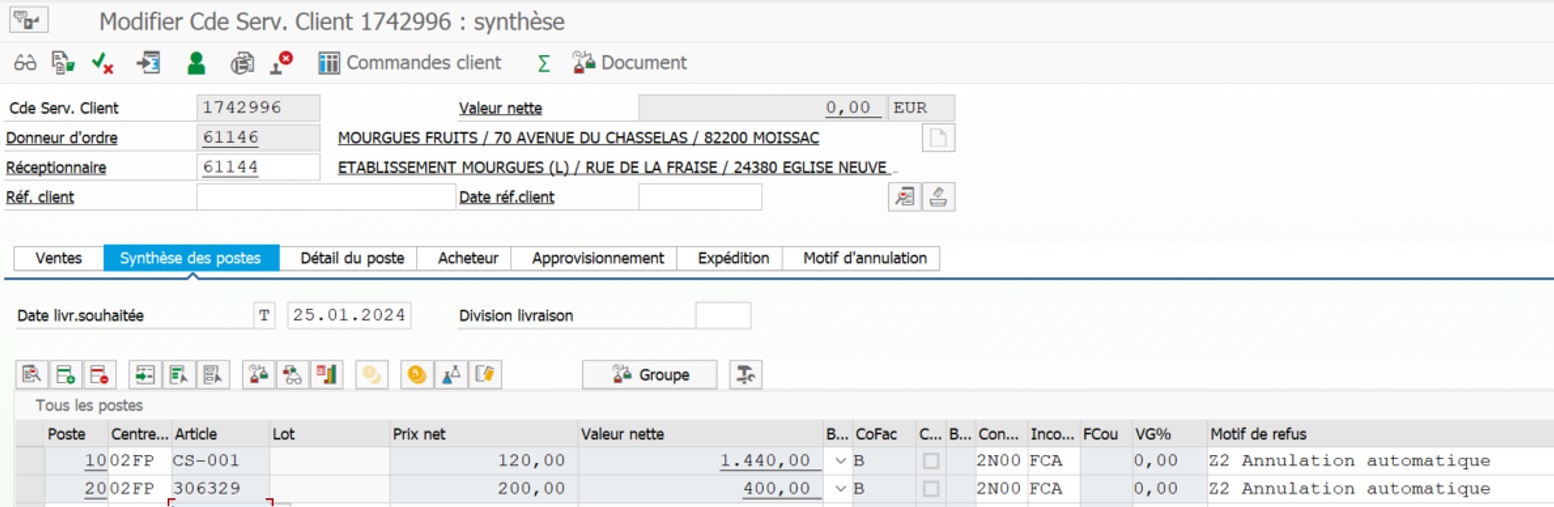 Modifier Cde Serv. Client 1742996 : synthèse
Commandes client Σ Document
Cde Serv. Client 1742996 Valeur nette 0,00 EUR
Donneur d'ordre 61146 MOURGUES FRUITS / 70 AVENUE DU CHASSELAS / 82200 MOISSAC
Réceptionnaire 61144 ETABLISSEMENT MOURGUES (L) / RUE DE LA FRAISE / 24380 EGLISE NEUVE ..
Réf. client Date réf.client
Ventes Synthèse des postes Détail du poste Acheteur Approvisionnement Expédition Motif d'annulation
Date livr.souhaitée T 25.01.2024 Division livraison
Groupe
Tous les postes
Poste Centre... Article Lot Prix net Valeur nette B... CoFac C... B... Con... Inco... FCou VG% Motif de refus
10 02FP CS-001 120,00 1.440,00 B 2N00 FCA 0,00 Z2 Annulation automatique
20 02FP 306329 200,00 400,00 B 2N00 FCA 0,00 Z2 Annulation automatique